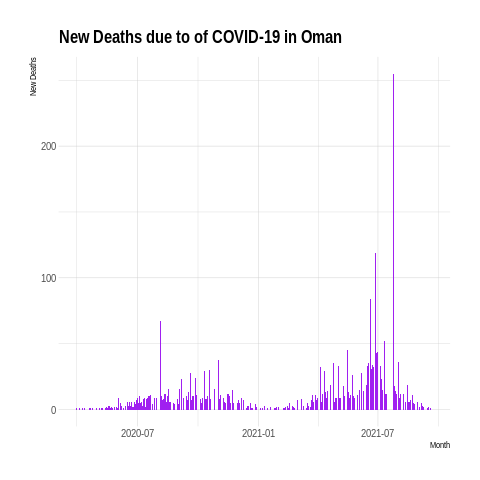 New Deaths due to of COVID-19 in Oman
New Deaths
200
100
0
2020-07
2021-01
2021-07
Month